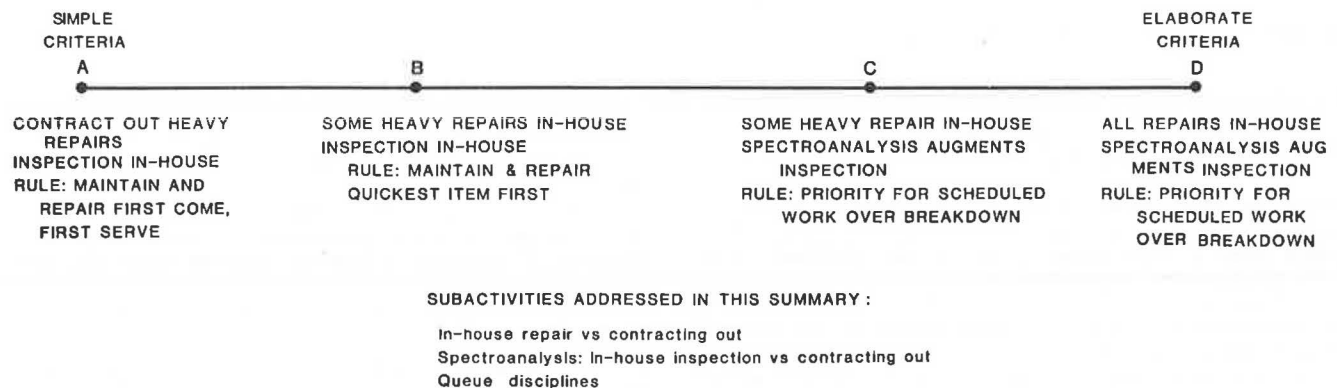 SIMPLE
CRITERIA
A
B
C
ELABORATE
CRITERIA
D
CONTRACT OUT HEAVY
REPAIRS
INSPECTION IN-HOUSE
RULE: MAINTAIN AND
REPAIR FIRST COME,
FIRST SERVE
SOME HEAVY REPAIRS IN-HOUSE
INSPECTION IN-HOUSE
RULE: MAINTAIN & REPAIR
QUICKEST ITEM FIRST
SOME HEAVY REPAIR IN-HOUSE
SPECTROANALYSIS AUGMENTS
INSPECTION
RULE: PRIORITY FOR SCHEDULED
WORK OVER BREAKDOWN
ALL REPAIRS IN-HOUSE
SPECTROANALYSIS AUG
MENTS INSPECTION
RULE: PRIORITY FOR
SCHEDULED WORK
OVER BREAKDOWN
SUBACTIVITIES ADDRESSED IN THIS SUMMARY :
In-house repair vs contracting out
Spectroanalysis: In-house inspection vs contracting out
Queue disciplines